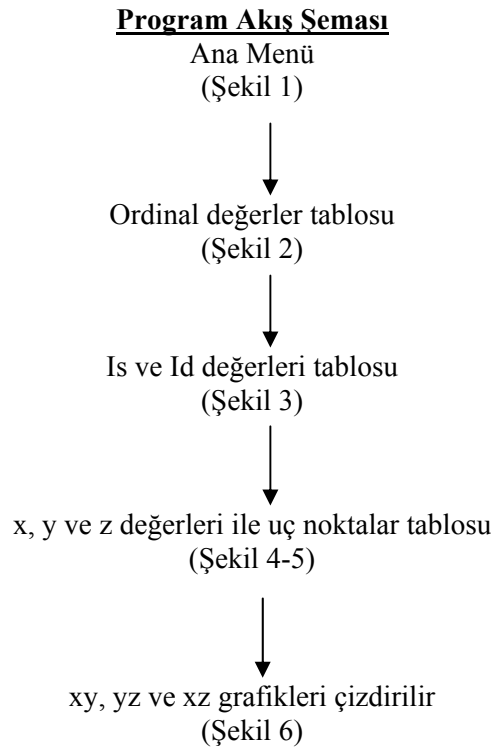 Program Akış Şeması
Ana Menü
(Şekil 1)
Ordinal değerler tablosu
(Şekil 2)
Is ve Id değerleri tablosu
(Şekil 3)
x, y ve z değerleri ile uç noktalar tablosu
(Şekil 4-5)
xy, yz ve xz grafikleri çizdirilir
(Şekil 6)